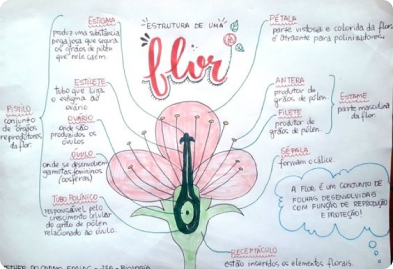 ESTRUTURA DE UMA
flor
ESTIGMA
produz uma substância
pegajosa que segura
os grãos de pólen
que nele caem.
ESTILETE
tubo que liga
o estigma ao
ovário
OVÁRIO
onde são
produzidos os
óvulos
ÓVULO
onde se desenvolvem
gametas femininos
(oosferas)
TUBO POLÍNICO
responsável pelo
crescimento celular
do grão de pólen
relacionado ao óvulo.
PISTILO
conjunto
de órgãos
reprodutores
da flor.
PÉTALA
parte vistosa e colorida da flor
é atraente para polinizadores.
ANTERA
produtor de
grãos de pólen
FILETE
produtor de
grãos de pólen
ESTAME
parte masculina
da flor.
SÉPALA
formam o cálice.
A FLOR É UM CONJUNTO DE
FOLHAS DESENVOLVIDAS
COM FUNÇÃO DE REPRODUÇÃO
E PROTEÇÃO!
RECEPTÁCULO
estão inseridos os elementos florais.
Biologia